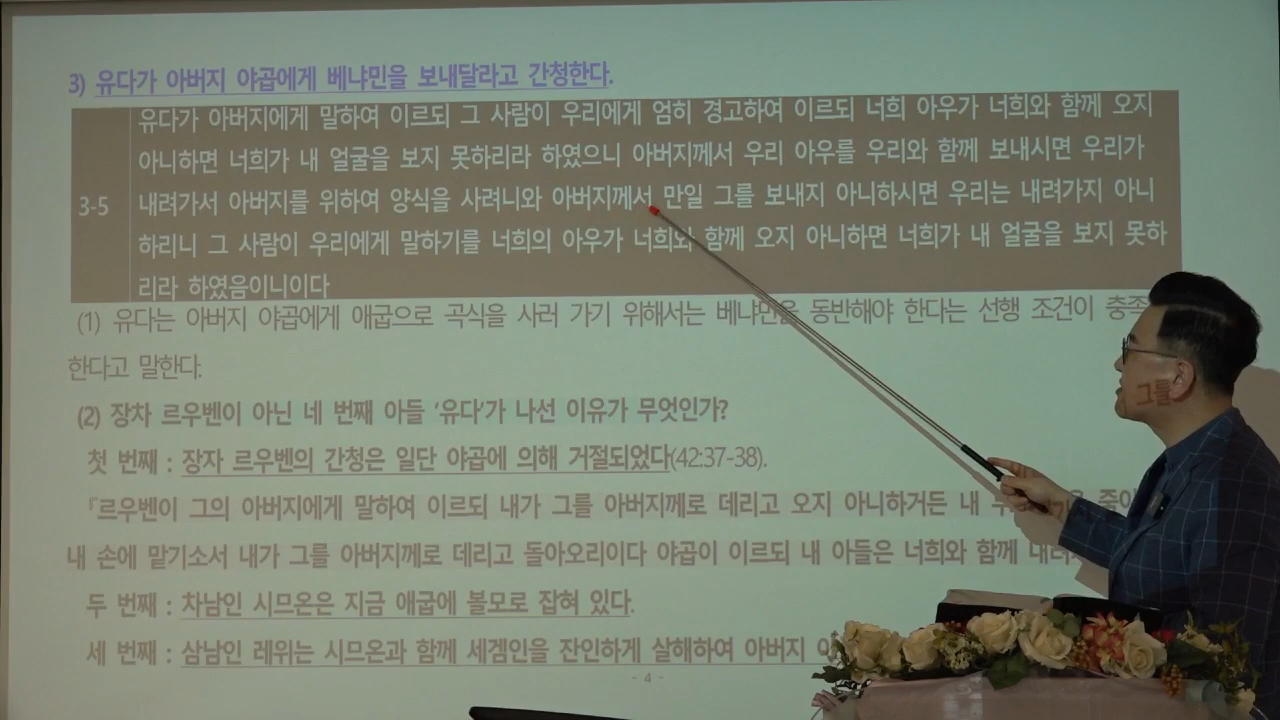 3) 유다가 아버지 야곱에게 베냐민을 보내달라고 간청한다.
유다가 아버지에게 말하여 이르되 그 사람이 우리에게 엄히 경고하여 이르되 너희 아우가 너희와 함께 오지
아니하면 너희가 내 얼굴을 보지 못하리라 하였으니 아버지께서 우리 아우를 우리와 함께 보내시면 우리가
3-5 내려가서 아버지를 위하여 양식을 사려니와 아버지께서 만일 그를 보내지 아니하시면 우리는 내려가지 아니
하리니 그 사람이 우리에게 말하기를 너희의 아우가 너희와 함께 오지 아니하면 너희가 내 얼굴을 보지 못하
리라 하였음이니이다
(1) 유다는 아버지 야곱에게 애굽으로 곡식을 사러 가기 위해서는 베냐민을 동반해야 한다는 선행 조건이 충족
한다고 말한다.
(2) 장차 르우벤이 아닌 네 번째 아들 '유다'가 나선 이유가 무엇인가?
첫 번째 : 장자 르우벤의 간청은 일단 야곱에 의해 거절되었다(42:37-38).
『르우벤이 그의 아버지에게 말하여 이르되 내가 그를 아버지께로 데리고 오지 아니하거든 내
내 손에 맡기소서 내가 그를 아버지께로 데리고 돌아오리이다 야곱이 이르되 내 아들은 너희와 함께
두 번째 : 차남인 시므온은 지금 애굽에 볼모로 잡혀 있다.
세 번째 : 삼남인 레위는 시므온과 함께 세겜인을 잔인하게 살해하여 아버지
- 4 -
그를